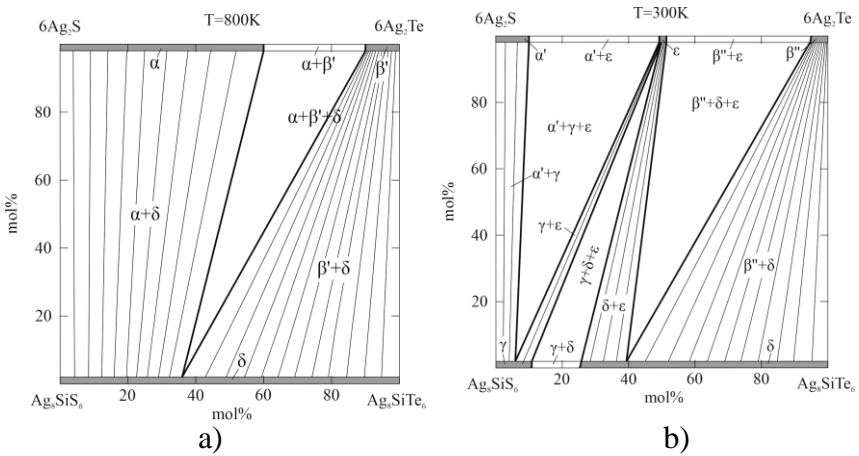 6Ag₂S T=800K 6Ag₂Te
α α+β' β'
α+β'+δ
α+δ
β'+δ
δ
80
60
40
20
mol%
Ag₈SiS₆ 20 40 60 80 Ag₈SiTe₆
mol%
a)
6Ag₂S T=300K 6Ag₂Te
α' α'+ε ε β''+ε β''
α'+γ+ε β''+δ+ε
α'+γ
γ+ε
γ+δ+ε
δ+ε
β''+δ
γ γ+δ δ
80
60
40
20
mol%
Ag₈SiS₆ 20 40 60 80 Ag₈SiTe₆
mol%
b)